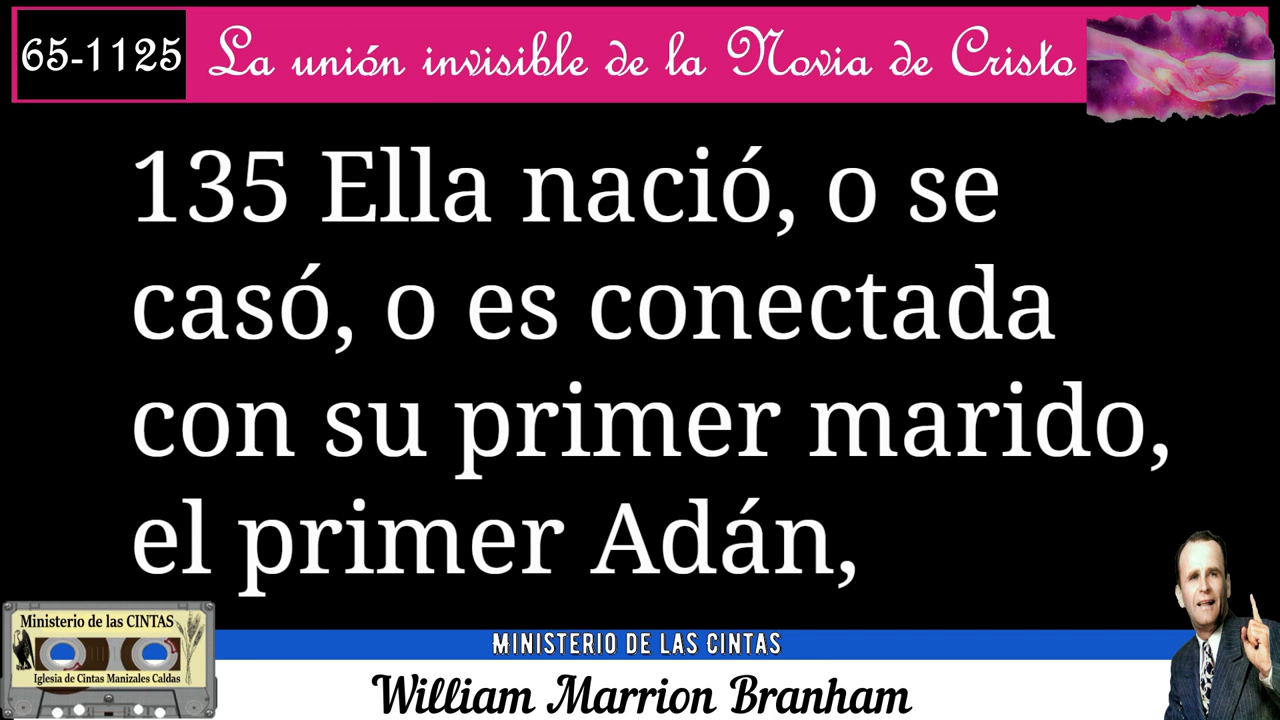 65-1125
La unión invisible de la Novia de Cristo
135 Ella nació, o se
casó, o es conectada
con su primer marido,
el primer Adán,
Ministerio de las CINTAS
Iglesia de Cintas Manizales Caldas
MINISTERIO DE LAS CINTAS
William Marrion Branham